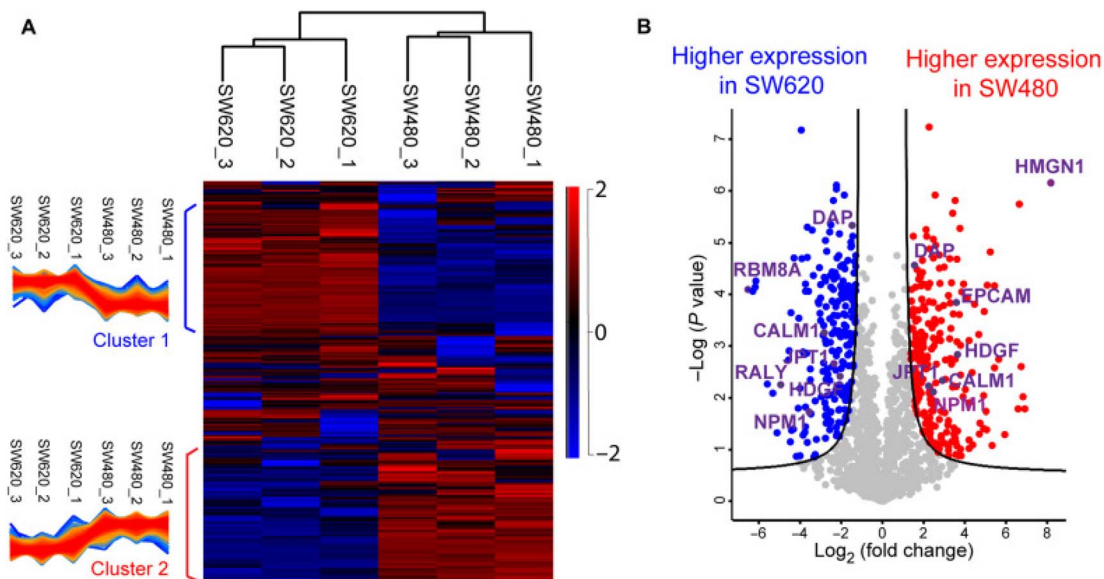 A
SW620_3
SW620_2
SW620_1
SW480_3
SW480_2
SW480_1
SW620_3
SW620_2
SW620_1
SW480_3
SW480_2
SW480_1
Cluster 1
SW620_3
SW620_2
SW620_1
SW480_3
SW480_2
SW480_1
Cluster 2
2
0
−2
B
Higher expression
in SW620
Higher expression
in SW480
HMGN1
DAP
DAP
RBM8A
EPCAM
CALM1
JPT1
HDGF
RALY
JPT1
CALM1
HDGF
NPM1
NPM1
−Log (P value)
7
6
5
4
3
2
1
0
-6
-4
-2
0
2
4
6
8
Log2 (fold change)